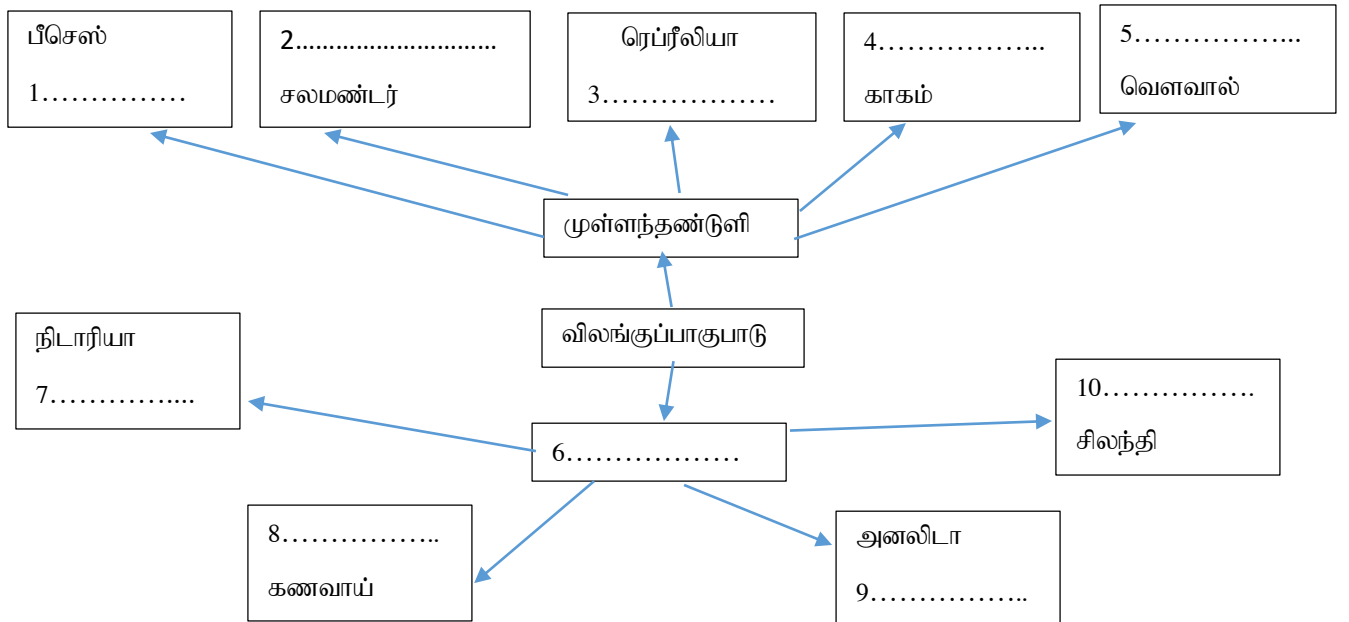 பீசெஸ்
1……………
2…………………………
சலமண்டர்
ரெப்ரீலியா
3………………
4……………...
காகம்
5……………...
வௌவால்
முள்ளந்தண்டுளி
விலங்குப்பாகுபாடு
நிடாரியா
7…………....
6………………
10…………….
சிலந்தி
8……………..
கணவாய்
அனலிடா
9……………..